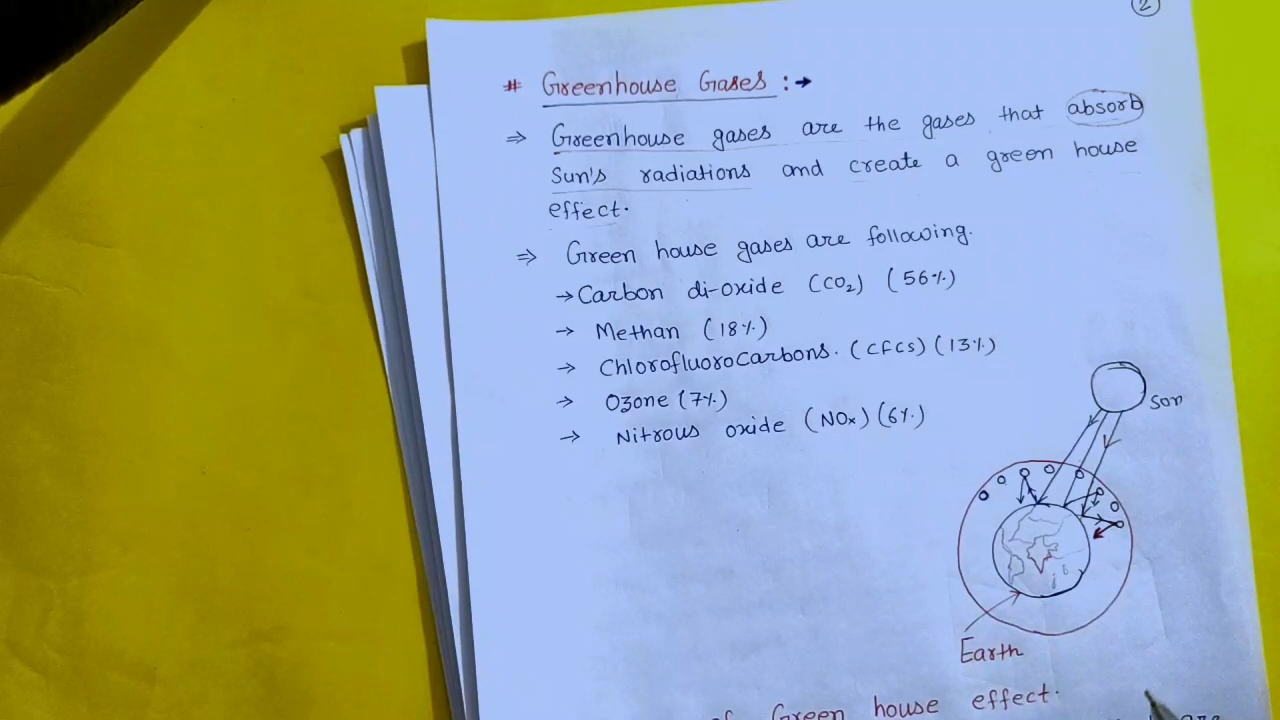 2
# Greenhouse Gases :→
⇒ Greenhouse gases are the gases that absorb
Sun's radiations and create a green house
effect.
⇒ Green house gases are following.
→ Carbon di-oxide (CO₂) (56%)
→ Methan (18%)
→ Chlorofluorocarbons. (CFCs) (13%)
→ Ozone (7%)
→ Nitrous oxide (NOₓ) (6%)
Son
Earth
of Green house effect.